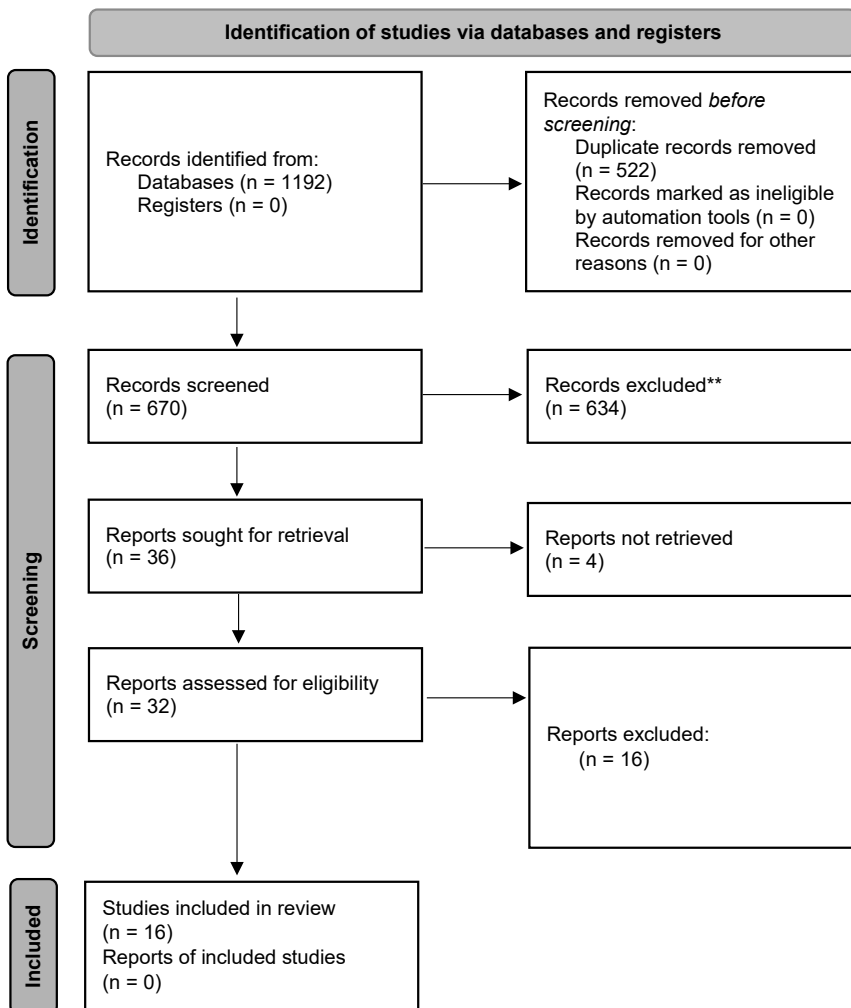 Identification of studies via databases and registers
Identification
Records identified from:
Databases (n = 1192)
Registers (n = 0)
Records removed before
screening:
Duplicate records removed
(n = 522)
Records marked as ineligible
by automation tools (n = 0)
Records removed for other
reasons (n = 0)
Screening
Records screened
(n = 670)
Records excluded**
(n = 634)
Reports sought for retrieval
(n = 36)
Reports not retrieved
(n = 4)
Reports assessed for eligibility
(n = 32)
Reports excluded:
(n = 16)
Included
Studies included in review
(n = 16)
Reports of included studies
(n = 0)